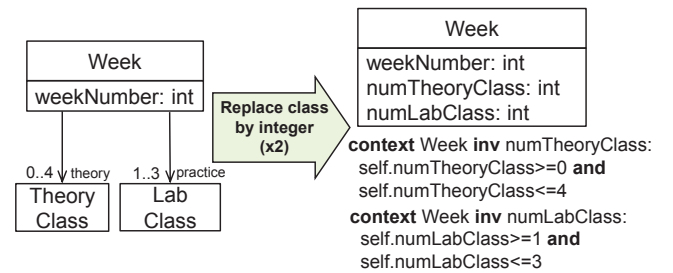 Week
weekNumber: int
0..4
theory
1..3
practice
Theory
Class
Lab
Class
Replace class
by integer
(x2)
Week
weekNumber: int
numTheoryClass: int
numLabClass: int
context Week inv numTheoryClass:
self.numTheoryClass>=0 and
self.numTheoryClass<=4
context Week inv numLabClass:
self.numLabClass>=1 and
self.numLabClass<=3